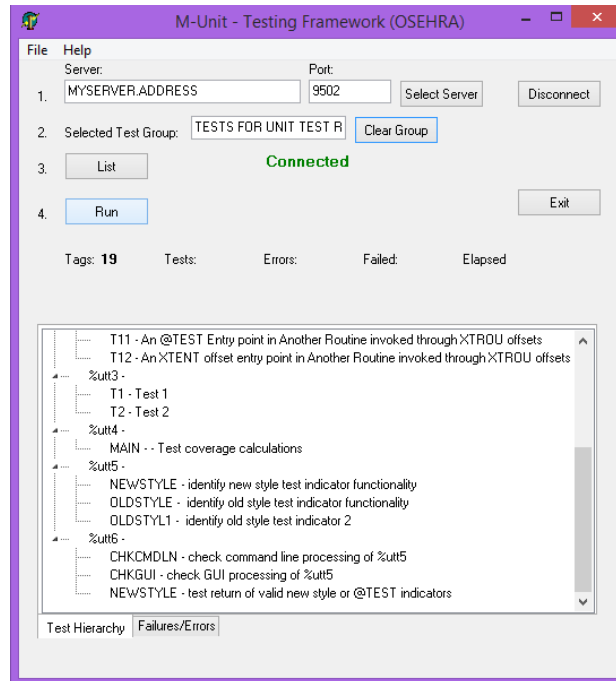 M-Unit - Testing Framework (OSEHRA)
File Help
Server: Port:
1. MYSERVER.ADDRESS 9502 Select Server Disconnect
2. Selected Test Group: TESTS FOR UNIT TEST R Clear Group
3. List Connected
4. Run Exit
Tags: 19 Tests: Errors: Failed: Elapsed
T11 - An @TEST Entry point in Another Routine invoked through XTROU offsets
T12 - An XTENT offset entry point in Another Routine invoked through XTROU offsets
%utt3 -
T1 - Test 1
T2 - Test 2
%utt4 -
MAIN - - Test coverage calculations
%utt5 -
NEWSTYLE - identify new style test indicator functionality
OLDSTYLE - identify old style test indicator functionality
OLDSTYL1 - identify old style test indicator 2
%utt6 -
CHKCMDLN - check command line processing of %utt5
CHKGUI - check GUI processing of %utt5
NEWSTYLE - test return of valid new style or @TEST indicators
Test Hierarchy Failures/Errors